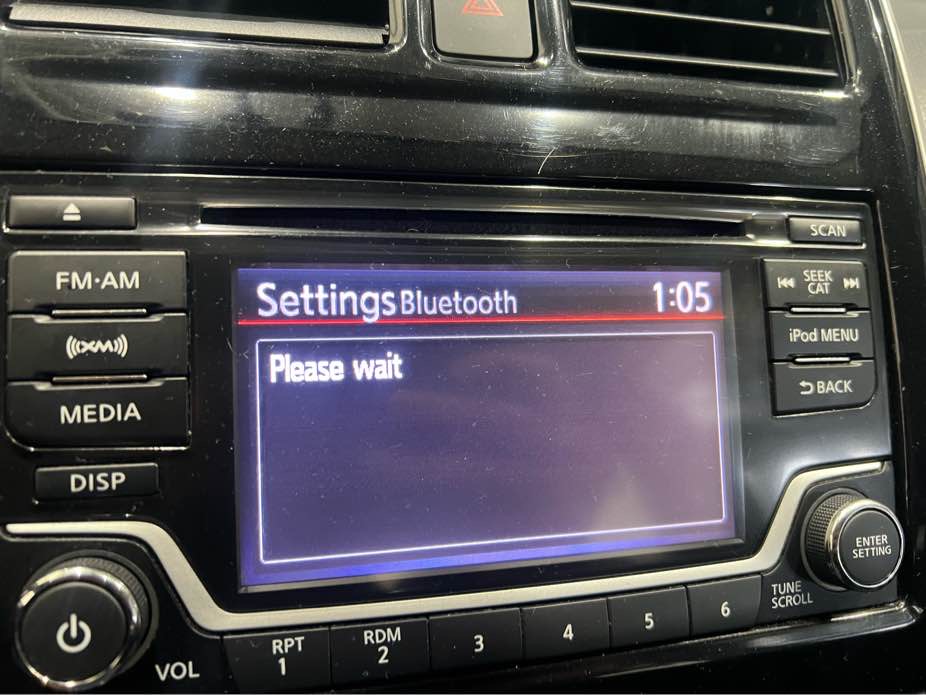 SCAN
FM·AM
SEEK
CAT
Settings Bluetooth 1:05
(((XM)))
iPod MENU
Please wait
BACK
MEDIA
DISP
ENTER
SETTING
TUNE
SCROLL
VOL
RPT
1
RDM
2
3
4
5
6